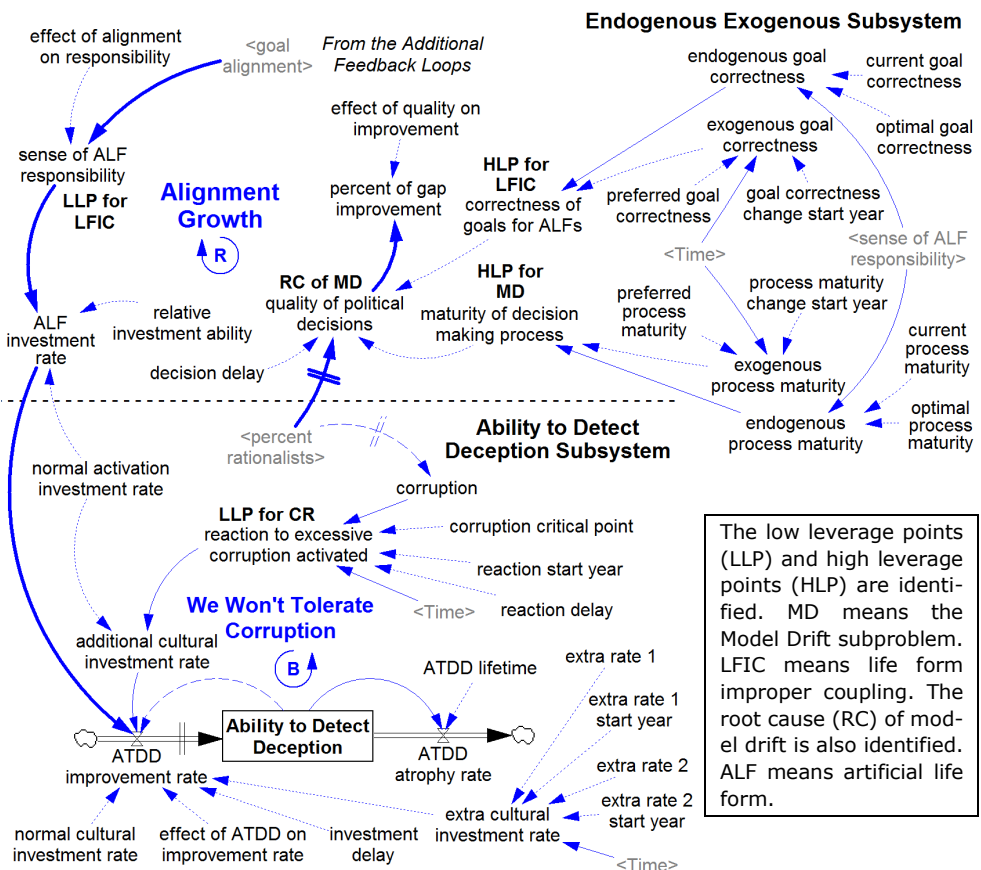 Endogenous Exogenous Subsystem
effect of alignment
on responsibility
<goal
alignment>
From the Additional
Feedback Loops
endogenous goal
correctness
current goal
correctness
effect of quality on
improvement
exogenous goal
correctness
optimal goal
correctness
sense of ALF
responsibility
LLP for
LFIC
Alignment
Growth
R
percent of gap
improvement
HLP for
LFIC
correctness of
goals for ALFs
preferred goal
correctness
goal correctness
change start year
<Time>
<sense of ALF
responsibility>
RC of MD
quality of political
decisions
HLP for
MD
maturity of decision
making process
process maturity
change start year
preferred
process
maturity
ALF
investment
rate
relative
investment ability
decision delay
exogenous
process maturity
current
process
maturity
endogenous
process maturity
optimal
process
maturity
<percent
rationalists>
Ability to Detect
Deception Subsystem
normal activation
investment rate
corruption
LLP for CR
reaction to excessive
corruption activated
corruption critical point
reaction start year
reaction delay
<Time>
We Won't Tolerate
Corruption
B
additional cultural
investment rate
ATDD lifetime
extra rate 1
extra rate 1
start year
Ability to Detect
Deception
ATDD
improvement rate
ATDD
atrophy rate
extra rate 2
extra rate 2
start year
extra cultural
investment rate
normal cultural
investment rate
effect of ATDD on
improvement rate
investment
delay
<Time>
The low leverage points
(LLP) and high leverage
points (HLP) are identi-
fied. MD means the
Model Drift subproblem.
LFIC means life form
improper coupling. The
root cause (RC) of mod-
el drift is also identified.
ALF means artificial life
form.